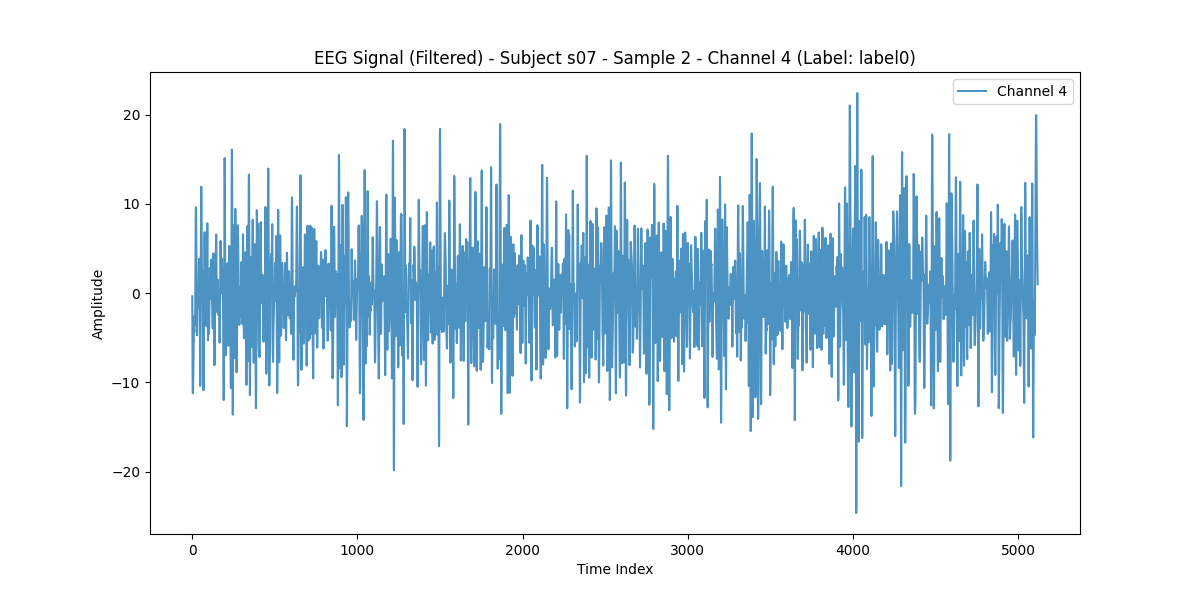 EEG Signal (Filtered) - Subject s07 - Sample 2 - Channel 4 (Label: label0)
Channel 4
20
10
0
−10
−20
Amplitude
0
1000
2000
3000
4000
5000
Time Index